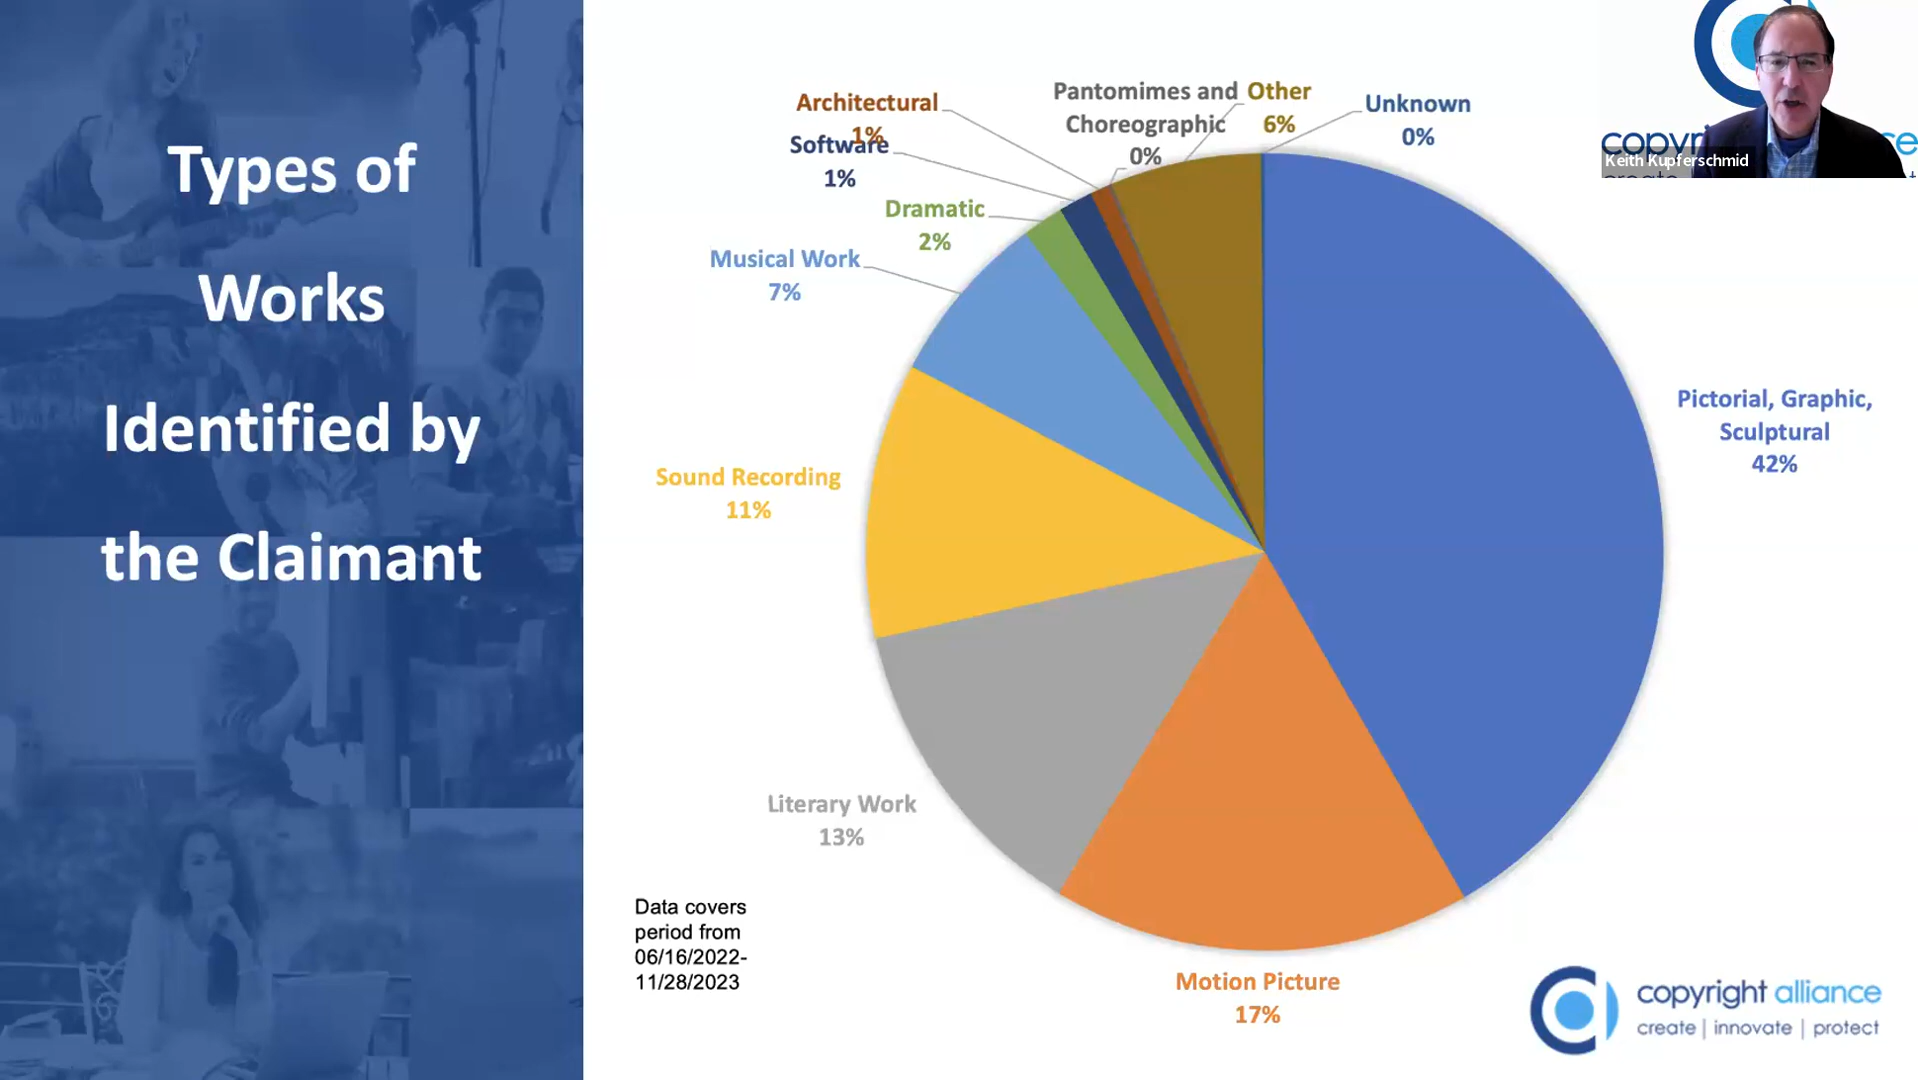 Types of
Works
Identified by
the Claimant
Architectural
1%
Software
1%
Dramatic
2%
Musical Work
7%
Sound Recording
11%
Literary Work
13%
Motion Picture
17%
Pictorial, Graphic,
Sculptural
42%
Pantomimes and
Choreographic
0%
Other
6%
Unknown
0%
Data covers
period from
06/16/2022-
11/28/2023
Keith Kupferschmid
copyright alliance
create | innovate | protect